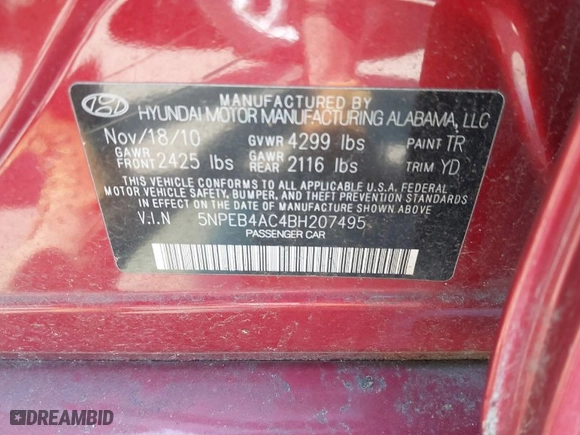 MANUFACTURED BY
HYUNDAI MOTOR MANUFACTURING ALABAMA, LLC
Nov/18/10 GVWR 4299 lbs PAINT TR
GAWR FRONT 2425 lbs GAWR REAR 2116 lbs TRIM YD
THIS VEHICLE CONFORMS TO ALL APPLICABLE U.S.A. FEDERAL
MOTOR VEHICLE SAFETY, BUMPER, AND THEFT PREVENTION STANDARDS
IN EFFECT ON THE DATE OF MANUFACTURE SHOWN ABOVE.
V.I.N 5NPEB4AC4BH207495
PASSENGER CAR
DREAMBID